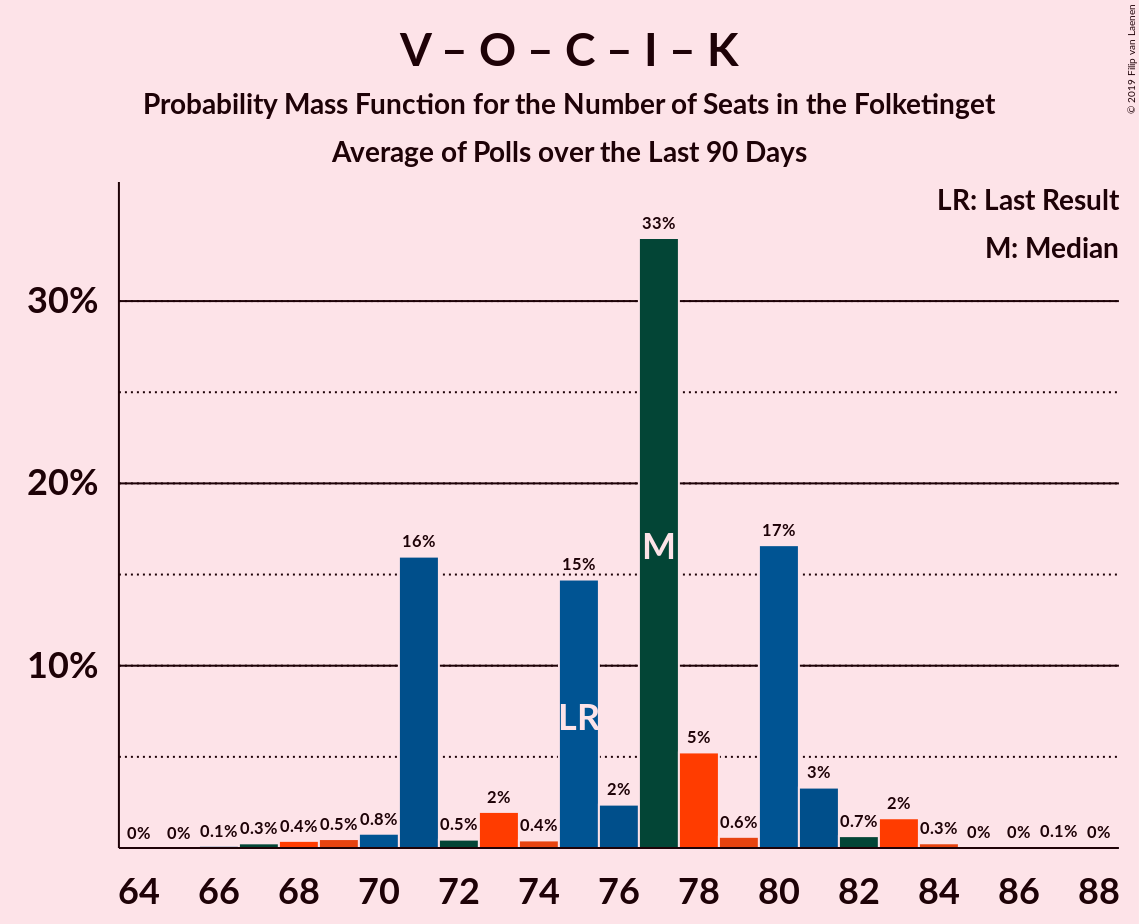 V – O – C – I – K
Probability Mass Function for the Number of Seats in the Folketinget
Average of Polls over the Last 90 Days
© 2019 Filip van Laenen
LR: Last Result
M: Median
33%
30%
17%
16%
M
15%
20%
10%
LR
5%
3%
2%
2%
2%
0% 0% 0.1% 0.3% 0.4% 0.5% 0.8% 0.5% 0.4% 0.6% 0.7% 0.3% 0% 0% 0.1% 0%
64 66 68 70 72 74 76 78 80 82 84 86 88